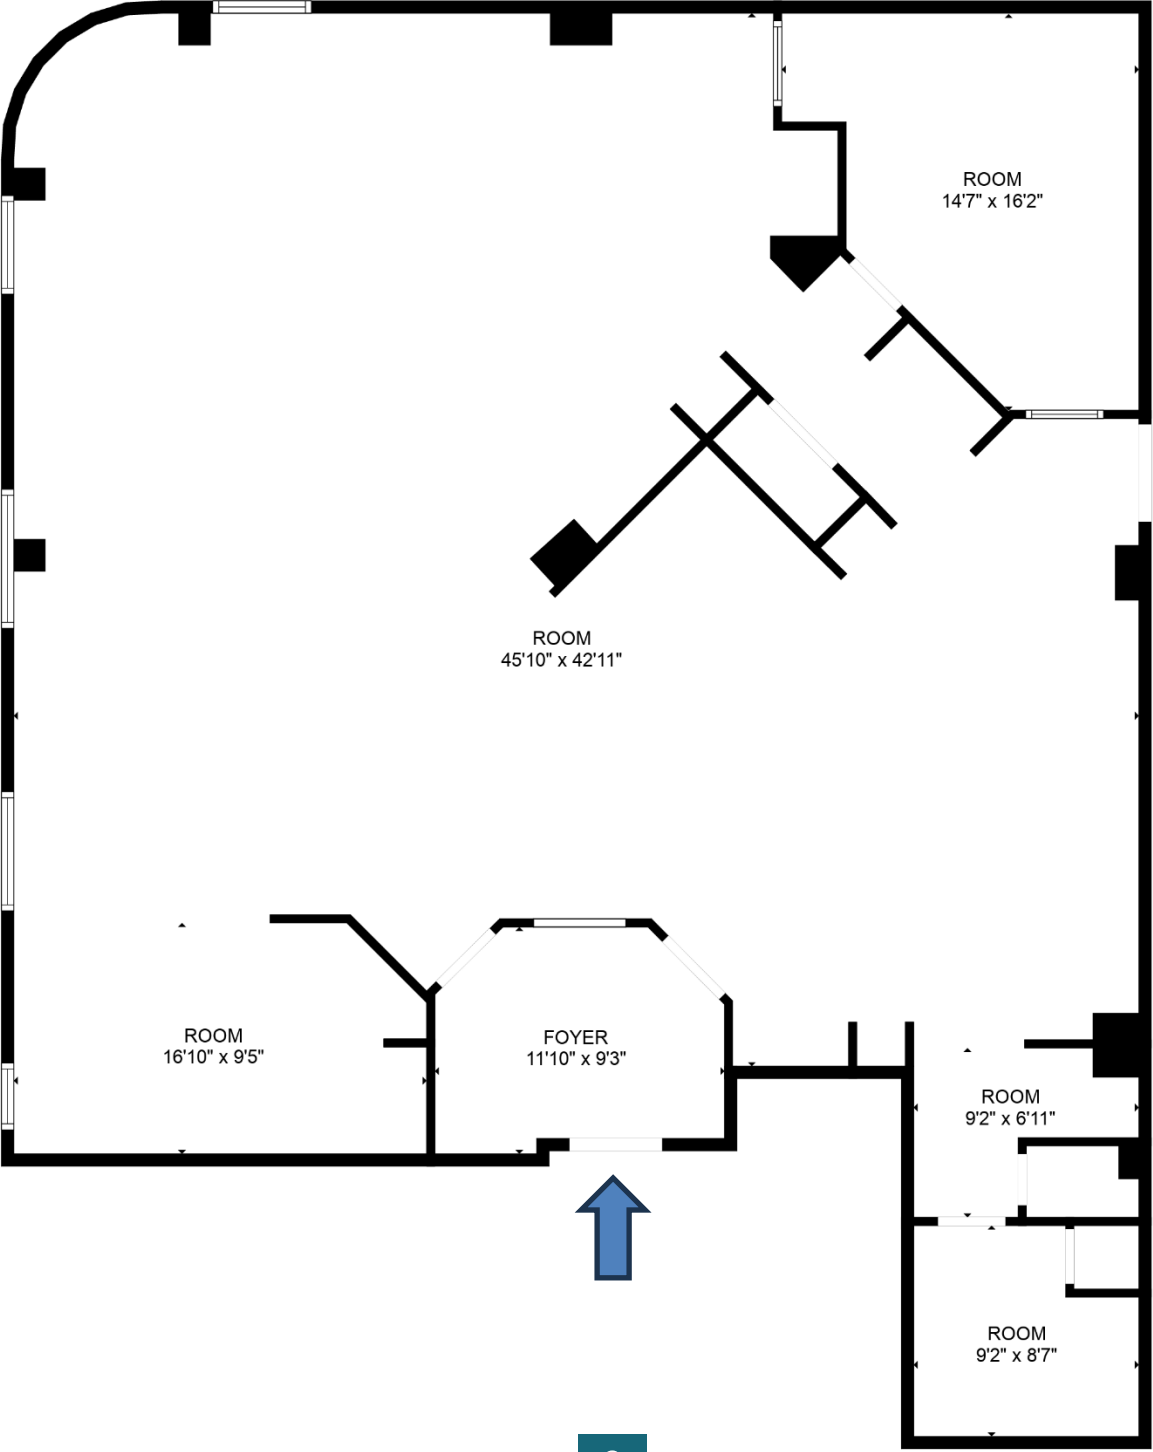 ROOM
14'7" x 16'2"
ROOM
45'10" x 42'11"
ROOM
16'10" x 9'5"
FOYER
11'10" x 9'3"
ROOM
9'2" x 6'11"
ROOM
9'2" x 8'7"